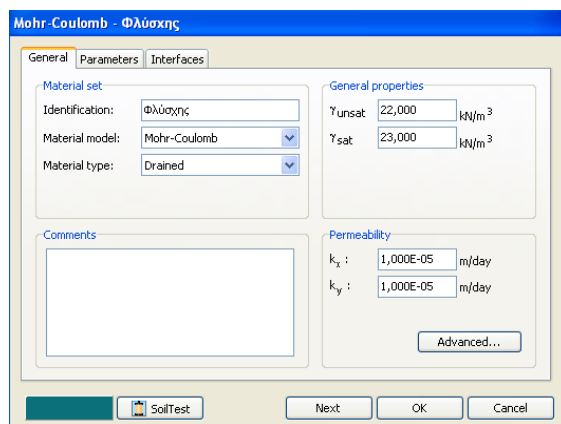 Mohr-Coulomb - Φλύσχης
General Parameters Interfaces
Material set
Identification: Φλύσχης
Material model: Mohr-Coulomb
Material type: Drained
General properties
γunsat 22,000 kN/m 3
γsat 23,000 kN/m 3
Comments
Permeability
kx : 1,000E-05 m/day
ky : 1,000E-05 m/day
Advanced...
SoilTest Next OK Cancel